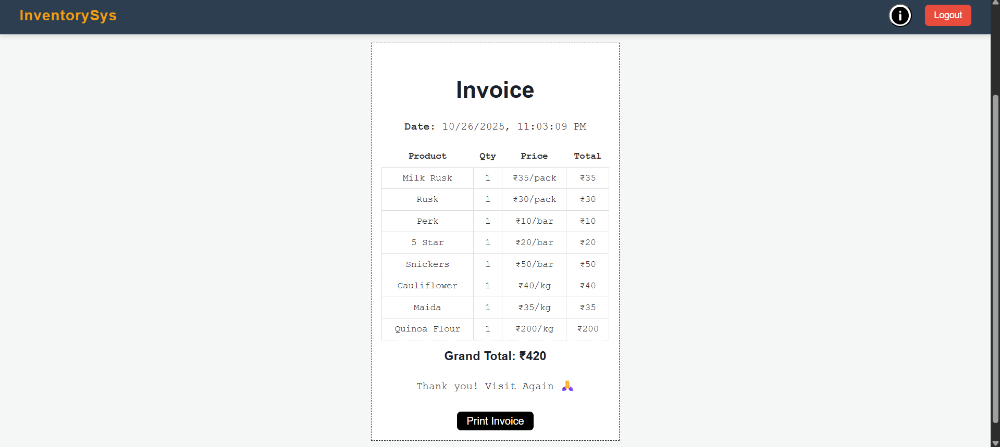 InventorySys
Logout
Invoice
Date: 10/26/2025, 11:03:09 PM
Product Qty Price Total
Milk Rusk 1 ₹35/pack ₹35
Rusk 1 ₹30/pack ₹30
Perk 1 ₹10/bar ₹10
5 Star 1 ₹20/bar ₹20
Snickers 1 ₹50/bar ₹50
Cauliflower 1 ₹40/kg ₹40
Maida 1 ₹35/kg ₹35
Quinoa Flour 1 ₹200/kg ₹200
Grand Total: ₹420
Thank you! Visit Again 🙏
Print Invoice